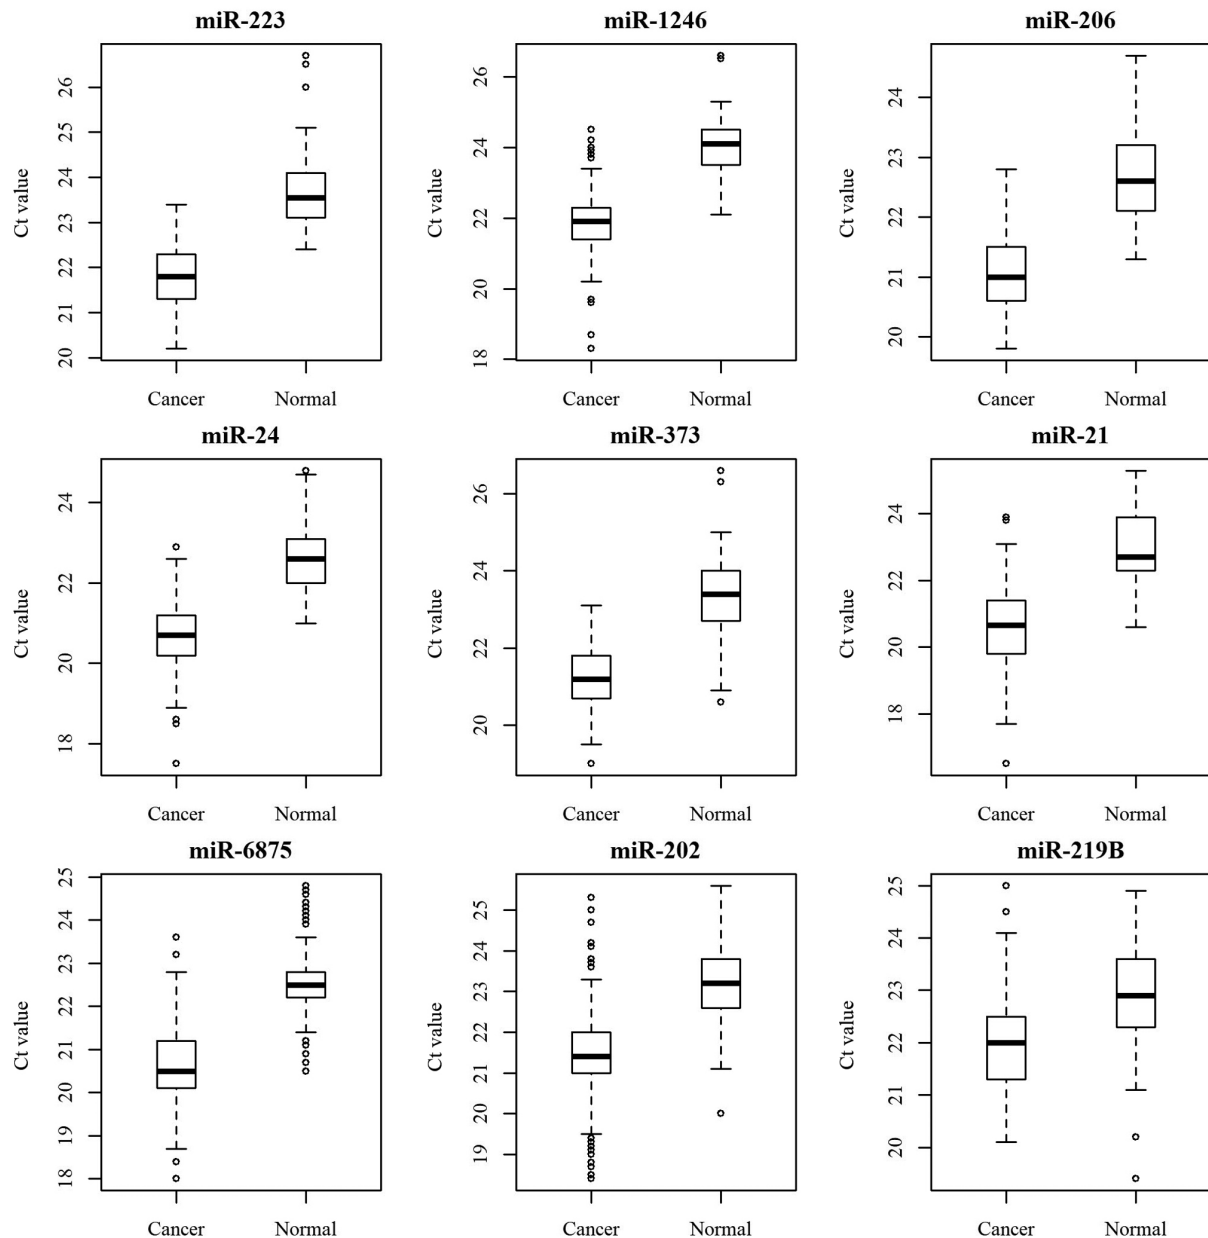 miR-223
miR-1246
miR-206
Ct value
20
21
22
23
24
25
26
Cancer
Normal
Ct value
18
20
22
24
26
Cancer
Normal
Ct value
20
21
22
23
24
Cancer
Normal
miR-24
miR-373
miR-21
Ct value
18
20
22
24
Cancer
Normal
Ct value
20
22
24
26
Cancer
Normal
Ct value
18
20
22
24
Cancer
Normal
miR-6875
miR-202
miR-219B
Ct value
18
19
20
21
22
23
24
25
Cancer
Normal
Ct value
19
20
21
22
23
24
25
Cancer
Normal
Ct value
20
21
22
23
24
25
Cancer
Normal